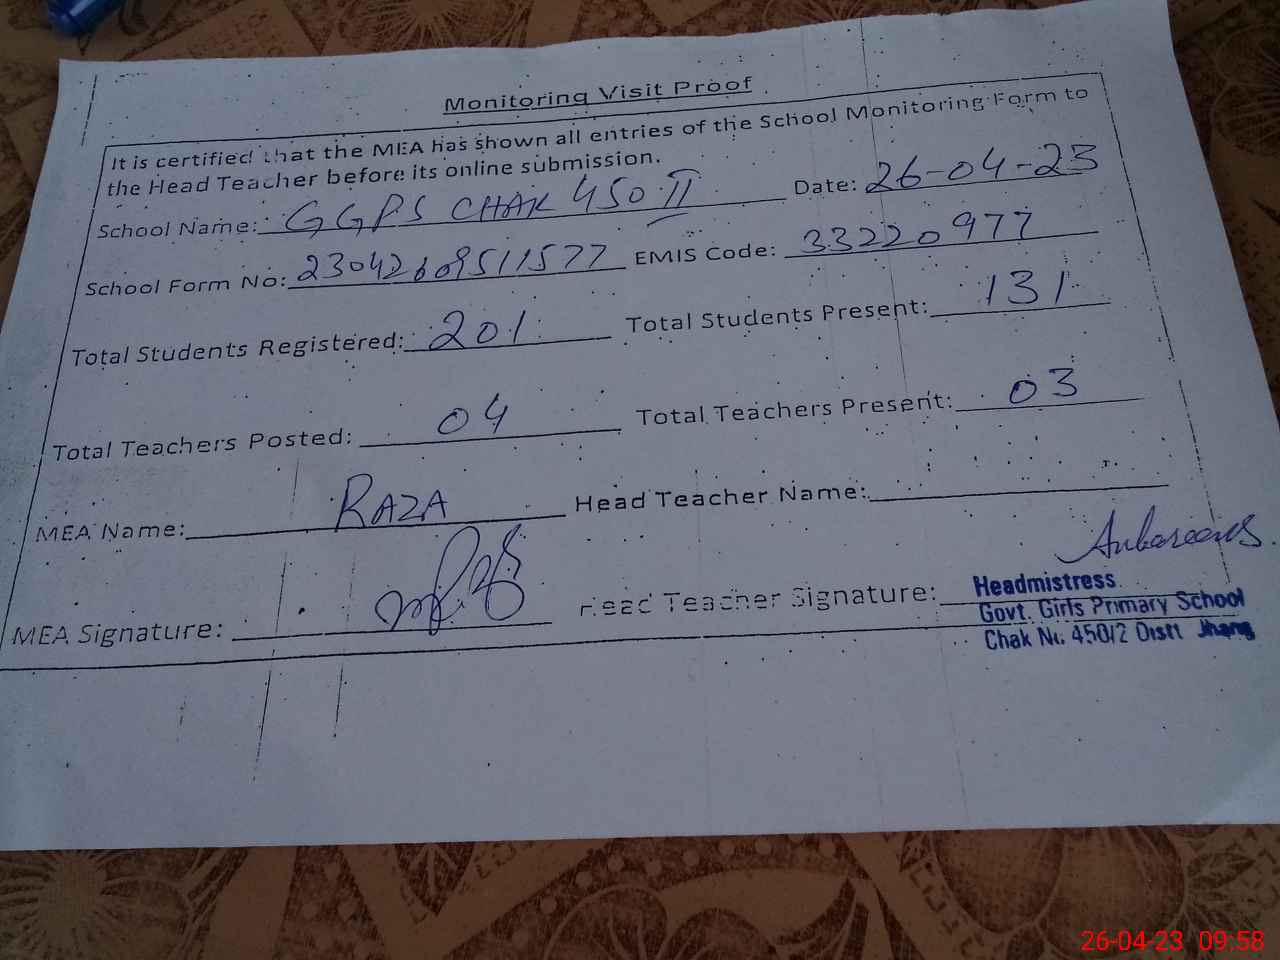 Monitoring Visit Proof
It is certified that the MEA has shown all entries of the School Monitoring Form to
the Head Teacher before its online submission.
School Name: GGPS CHAK 450 II Date: 26-04-23
School Form No: 23042609511577 EMIS Code: 33220977
Total Students Registered: 201 Total Students Present: 131
Total Teachers Posted: 04 Total Teachers Present: 03
MEA Name: RAZA Head Teacher Name:
MEA Signature: Head Teacher Signature:
Headmistress
Govt. Girls Primary School
Chak No. 450/2 Distt Jhang
26-04-23 09:58